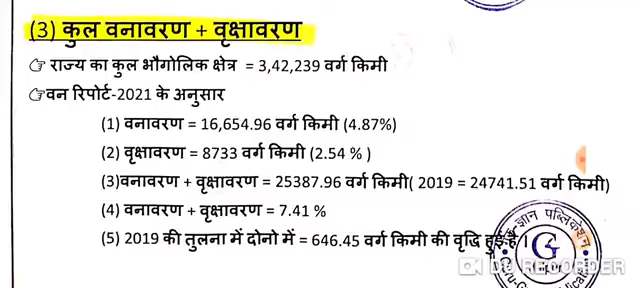 (3) कुल वनावरण + वृक्षावरण
राज्य का कुल भौगोलिक क्षेत्र = 3,42,239 वर्ग किमी
वन रिपोर्ट-2021 के अनुसार
(1) वनावरण = 16,654.96 वर्ग किमी (4.87%)
(2) वृक्षावरण = 8733 वर्ग किमी (2.54 % )
(3)वनावरण + वृक्षावरण = 25387.96 वर्ग किमी( 2019 = 24741.51 वर्ग किमी)
(4) वनावरण + वृक्षावरण = 7.41 %
(5) 2019 की तुलना में दोनो में = 646.45 वर्ग किमी की वृद्धि हुई है।
ज्ञान पब्लिकेशन
G
RECORDER